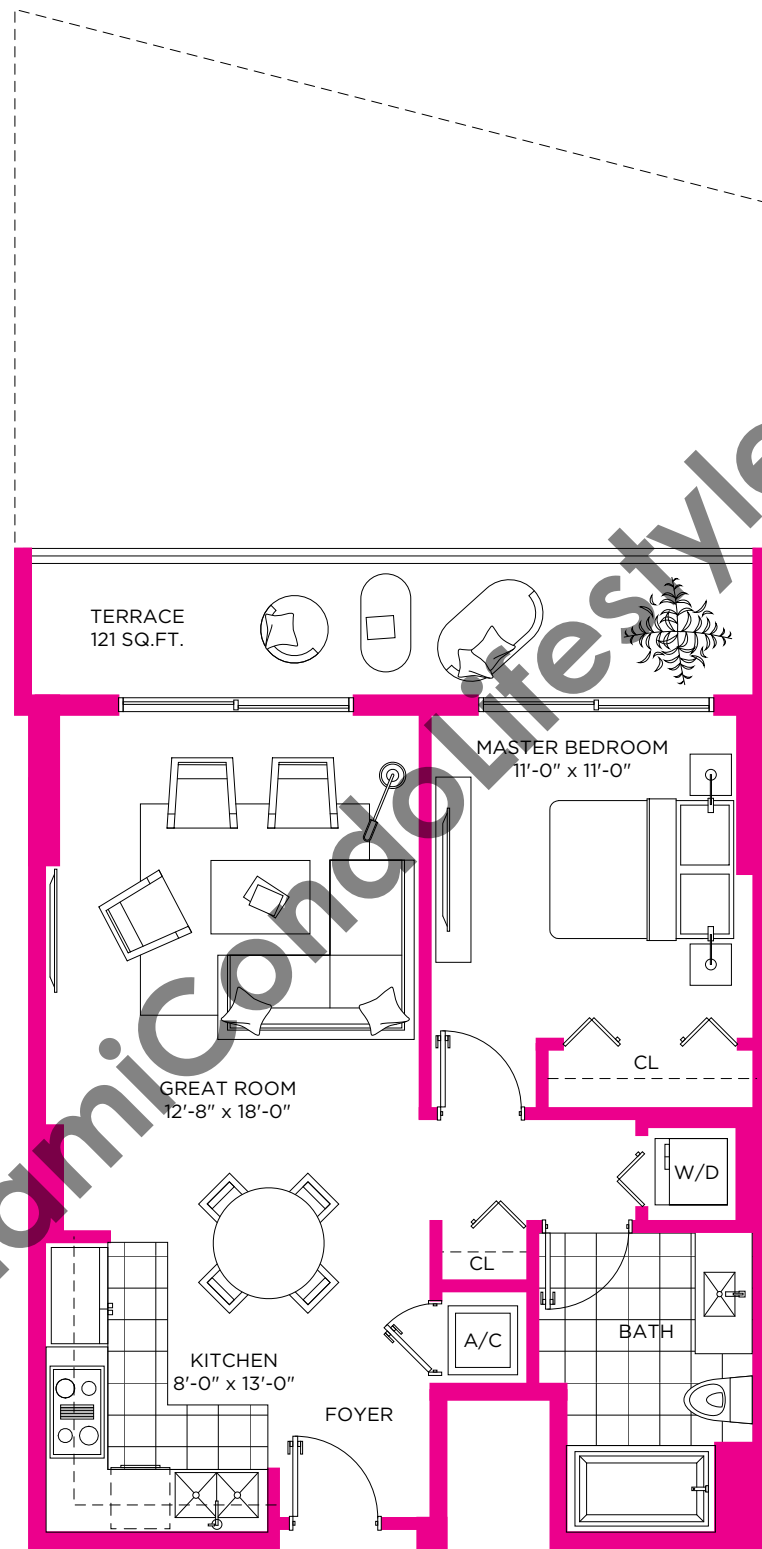 TERRACE
121 SQ.FT.
MASTER BEDROOM
11'-0" x 11'-0"
CL
GREAT ROOM
12'-8" x 18'-0"
W/D
CL
A/C
BATH
KITCHEN
8'-0" x 13'-0"
FOYER
amiCondoLifestyle